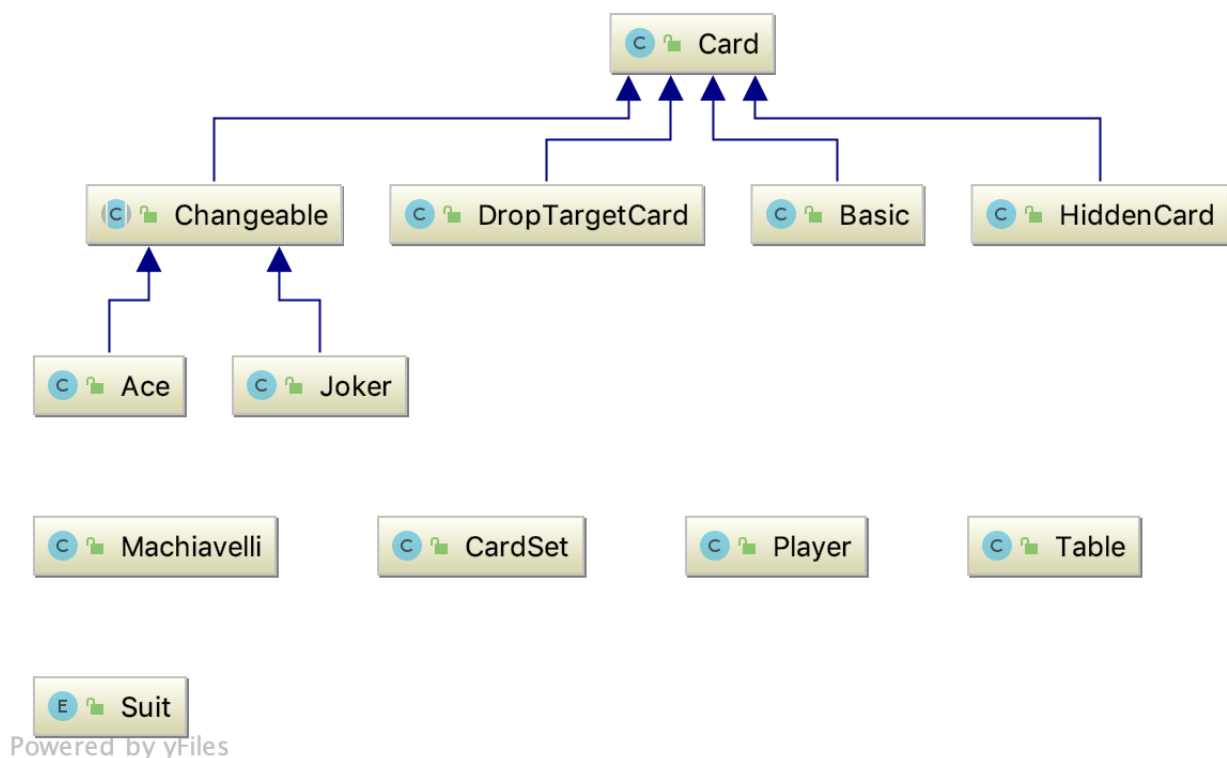 C Card
C Changeable
C DropTargetCard
C Basic
C HiddenCard
C Ace
C Joker
C Machiavelli
C CardSet
C Player
C Table
E Suit
Powered by yFiles